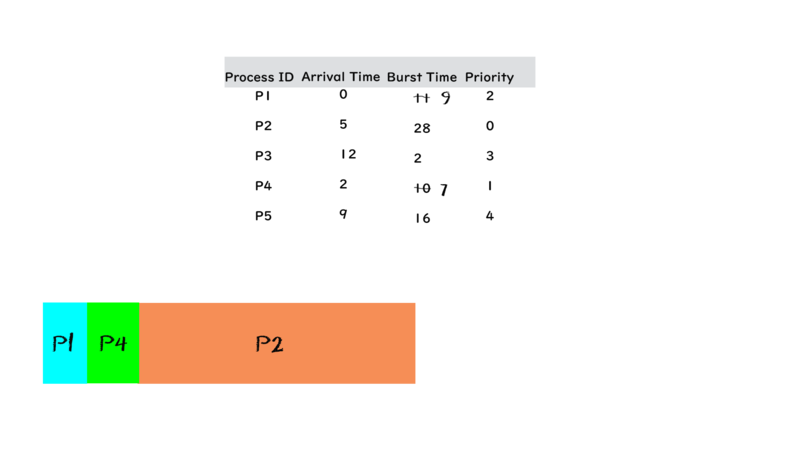 Process ID Arrival Time Burst Time Priority
P1 0 11 9 2
P2 5 28 0
P3 12 2 3
P4 2 10 7 1
P5 9 16 4
P1 P4 P2